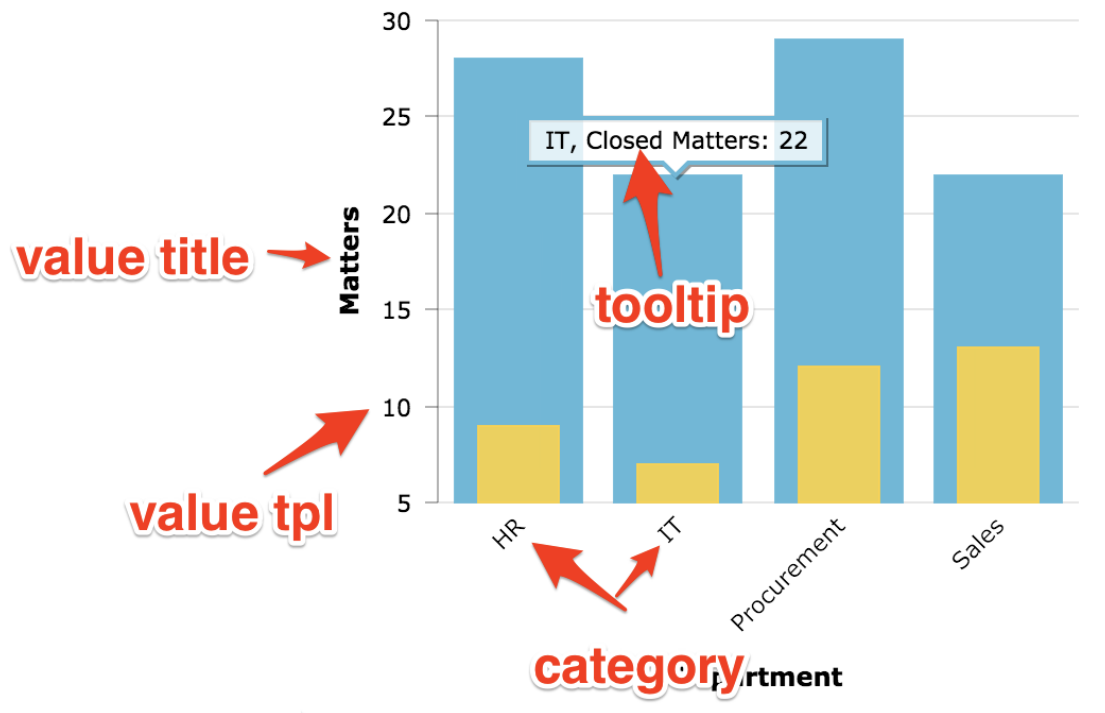 30
25
IT, Closed Matters: 22
20
value title
Matters
tooltip
15
10
value tpl
5
HR
IT
Procurement
Sales
category